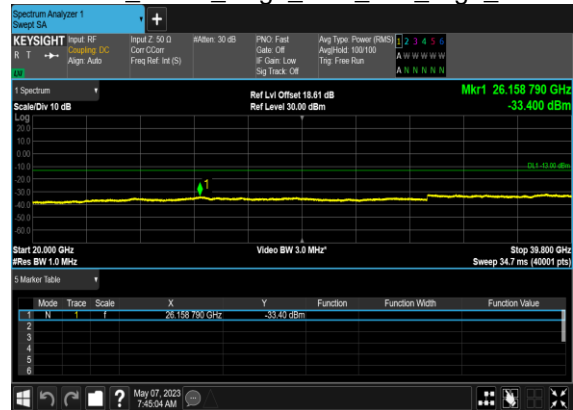 Spectrum Analyzer 1
Swept SA
KEYSIGHT Input: RF Input Z: 50 Ω #Atten: 30 dB PNO: Fast Avg Type: Power (RMS) 1 2 3 4 5 6
R T Coupling: DC Corr CCorr Gate: Off Avg|Hold: 100/100 A W W W W W
Align: Auto Freq Ref: Int (S) IF Gain: Low Trig: Free Run
Sig Track: Off A N N N N N
LW
1 Spectrum Ref Lvl Offset 18.61 dB Mkr1 26.158 790 GHz
Scale/Div 10 dB Ref Level 30.00 dBm -33.400 dBm
Log
20.0
10.0
0.00
-10.0 DL1 -13.00 dBm
-20.0
-30.0 1
-40.0
-50.0
-60.0
Start 20.000 GHz Video BW 3.0 MHz* Stop 39.800 GHz
#Res BW 1.0 MHz Sweep 34.7 ms (40001 pts)
5 Marker Table
Mode Trace Scale X Y Function Function Width Function Value
1 N 1 f 26.158 790 GHz -33.40 dBm
2
3
4
5
6
? May 07, 2023
7:45:04 AM